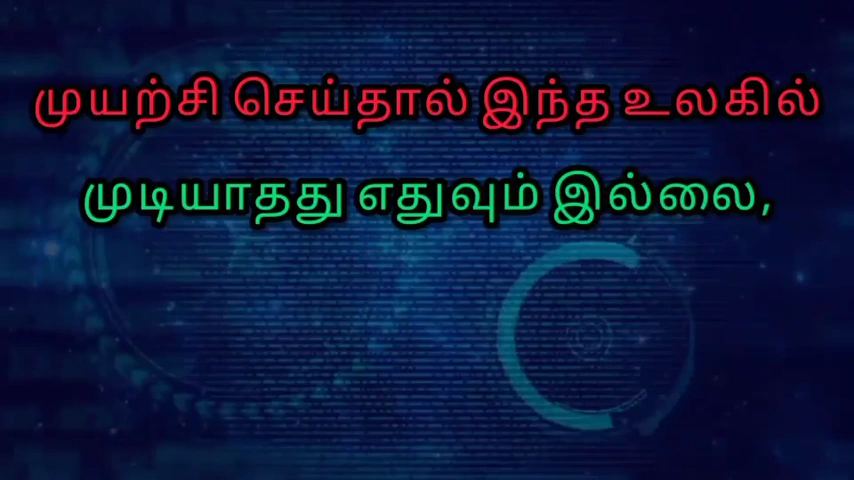 முயற்சி செய்தால் இந்த உலகில்
முடியாதது எதுவும் இல்லை,